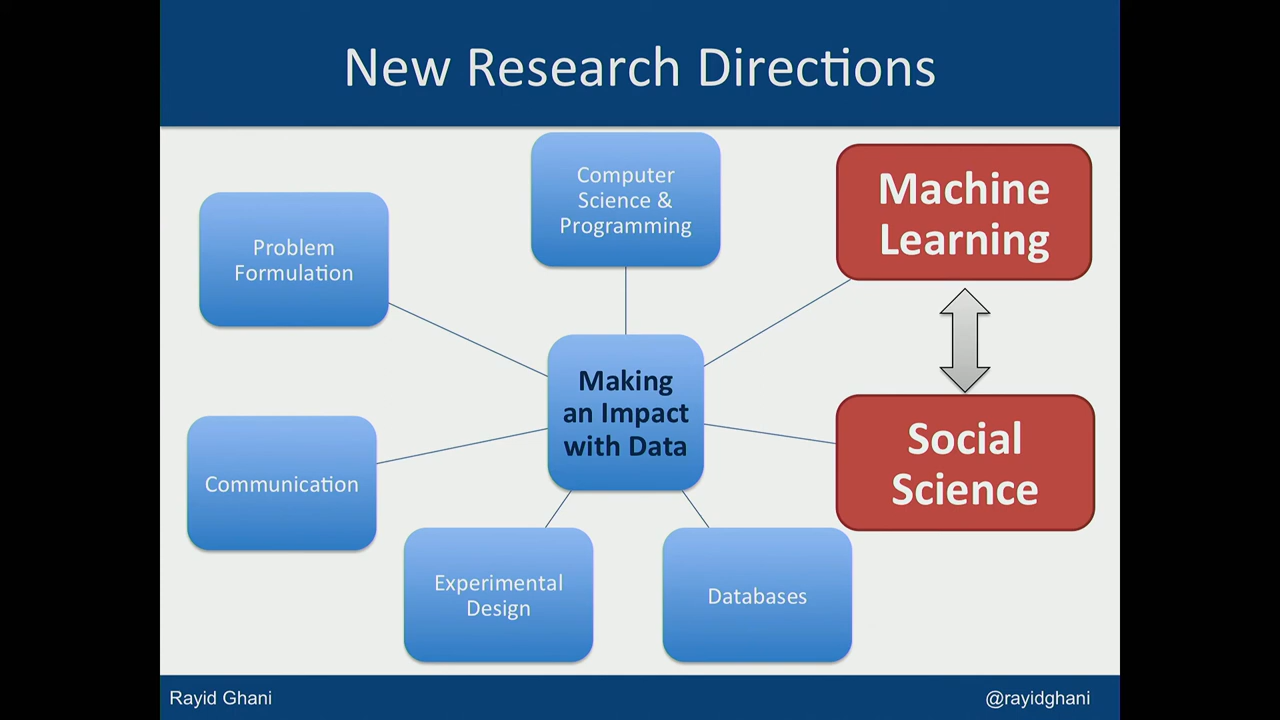 New Research Directions
Computer
Science &
Programming
Machine
Learning
Problem
Formulation
Making
an Impact
with Data
Social
Science
Communication
Experimental
Design
Databases
Rayid Ghani
@rayidghani